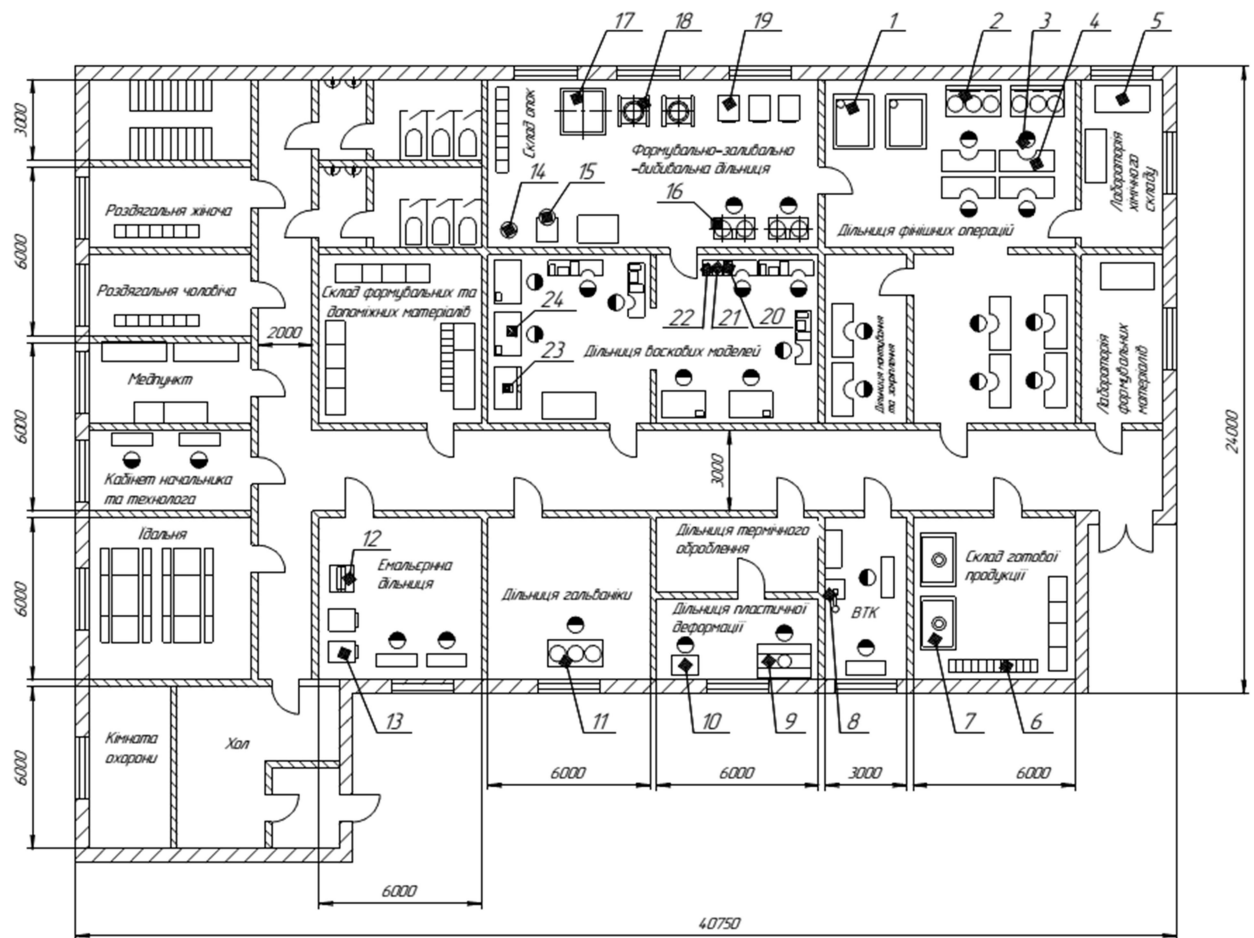 17
18
19
1
2
3
4
5
3000
Склад опок
Формувально-заливально
-вибивальна дільниця
14
15
16
Лабораторія
хімічного
складу
Роздягальня жіноча
Дільниця фінішних операцій
6000
Роздягальня чоловіча
2000
Склад формувальних та
допоміжних матеріалів
24
23
22
21
20
Дільниця воскових моделей
Дільниця монтування
та закріплення
Лабораторія
формувальних
матеріалів
Медпункт
6000
24000
3000
Кабінет начальника
та технолога
Їдальня
12
Емальєрна
дільниця
Дільниця термічного
оброблення
Склад готової
продукції
6000
Дільниця гальваніки
Дільниця пластичної
деформації
ВТК
13
11
10
9
8
7
6
Кімната
охорони
Хол
6000
6000
6000
3000
6000
6000
40750